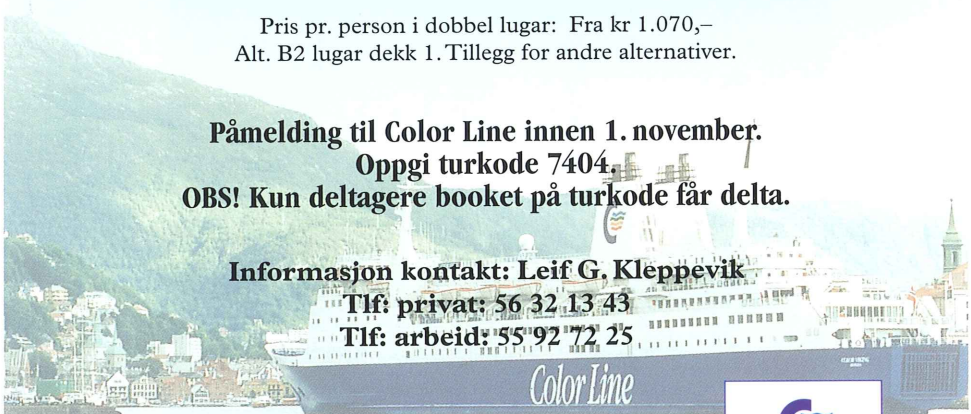 Pris pr. person i dobbel lugar: Fra kr 1.070,–
Alt. B2 lugar dekk 1. Tillegg for andre alternativer.
Påmelding til Color Line innen 1. november.
Oppgi turkode 7404.
OBS! Kun deltagere booket på turkode får delta.
Informasjon kontakt: Leif G. Kleppevik
Tlf: privat: 56 32 13 43
Tlf: arbeid: 55 92 72 25
Color Line